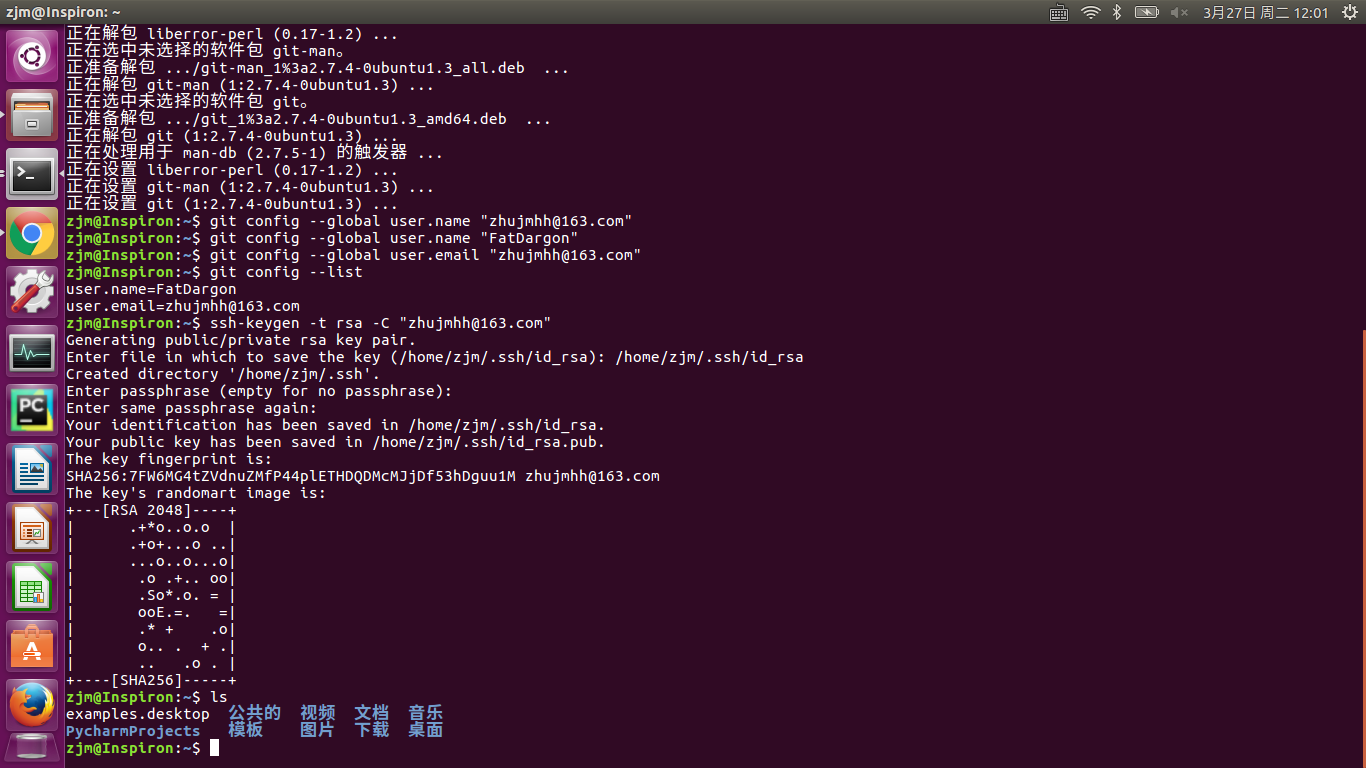 zjm@Inspiron: ~
3月27日 周二 12:01
正在解包 liberror-perl (0.17-1.2) ...
正在选中未选择的软件包 git-man。
正准备解包 .../git-man_1%3a2.7.4-0ubuntu1.3_all.deb  ...
正在解包 git-man (1:2.7.4-0ubuntu1.3) ...
正在选中未选择的软件包 git。
正准备解包 .../git_1%3a2.7.4-0ubuntu1.3_amd64.deb  ...
正在解包 git (1:2.7.4-0ubuntu1.3) ...
正在处理用于 man-db (2.7.5-1) 的触发器 ...
正在设置 liberror-perl (0.17-1.2) ...
正在设置 git-man (1:2.7.4-0ubuntu1.3) ...
正在设置 git (1:2.7.4-0ubuntu1.3) ...
zjm@Inspiron:~$ git config --global user.name "zhujmhh@163.com"
zjm@Inspiron:~$ git config --global user.name "FatDargon"
zjm@Inspiron:~$ git config --global user.email "zhujmhh@163.com"
zjm@Inspiron:~$ git config --list
user.name=FatDargon
user.email=zhujmhh@163.com
zjm@Inspiron:~$ ssh-keygen -t rsa -C "zhujmhh@163.com"
Generating public/private rsa key pair.
Enter file in which to save the key (/home/zjm/.ssh/id_rsa): /home/zjm/.ssh/id_rsa
Created directory '/home/zjm/.ssh'.
Enter passphrase (empty for no passphrase):
Enter same passphrase again:
Your identification has been saved in /home/zjm/.ssh/id_rsa.
Your public key has been saved in /home/zjm/.ssh/id_rsa.pub.
The key fingerprint is:
SHA256:7FW6MG4tZVdnuZMfP44plETHDQDMcMJjDf53hDguu1M zhujmhh@163.com
The key's randomart image is:
+---[RSA 2048]----+
|      .+*o..o.o  |
|      .+o+...o ..|
|      ...o..o...o|
|       .o .+.. oo|
|       .So*.o. = |
|       ooE.=.   =|
|       .* +    .o|
|       o.. .  + .|
|       ..   .o . |
+----[SHA256]-----+
zjm@Inspiron:~$ ls
examples.desktop  公共的  视频  文档  音乐
PycharmProjects   模板    图片  下载  桌面
zjm@Inspiron:~$
PC